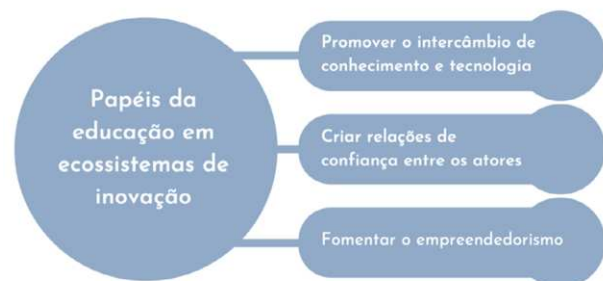 Papéis da
educação em
ecossistemas de
inovação
Promover o intercâmbio de
conhecimento e tecnologia
Criar relações de
confiança entre os atores
Fomentar o empreendedorismo